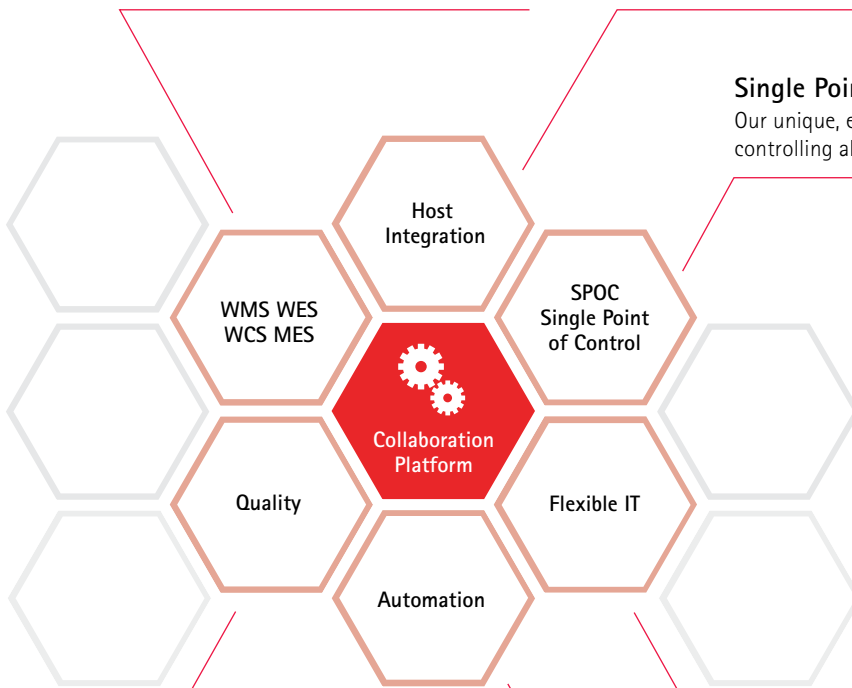 Single Poi
Our unique, e
controlling al
Host
Integration
WMS WES
WCS MES
SPOC
Single Point
of Control
Collaboration
Platform
Quality
Flexible IT
Automation